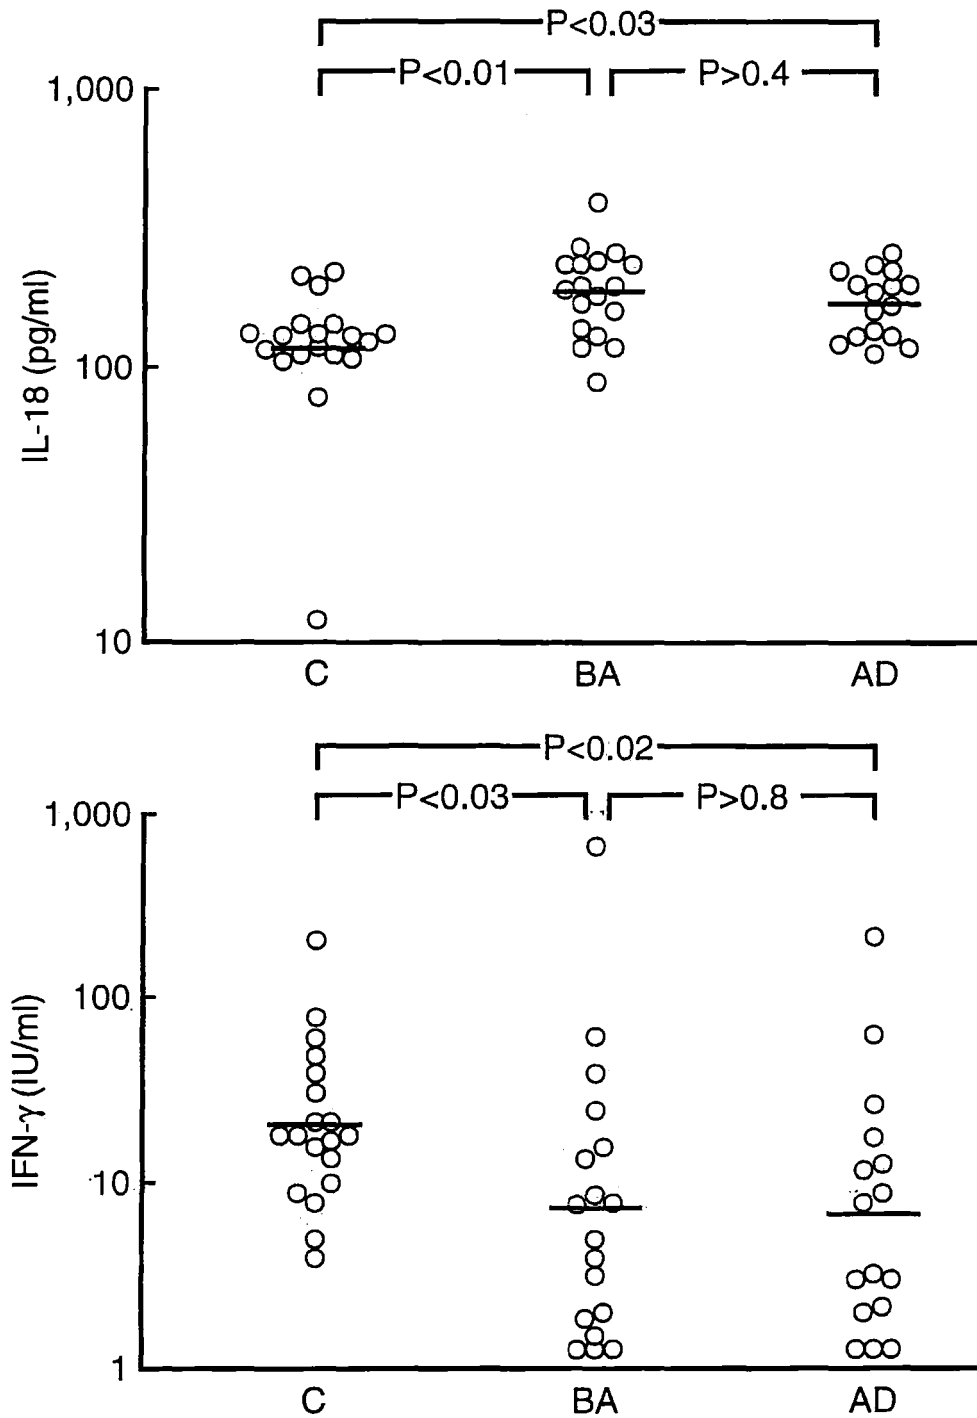 P<0.03
P<0.01 P>0.4
1,000
100
10
IL-18 (pg/ml)
C BA AD
P<0.02
P<0.03 P>0.8
1,000
100
10
1
IFN-γ (IU/ml)
C BA AD